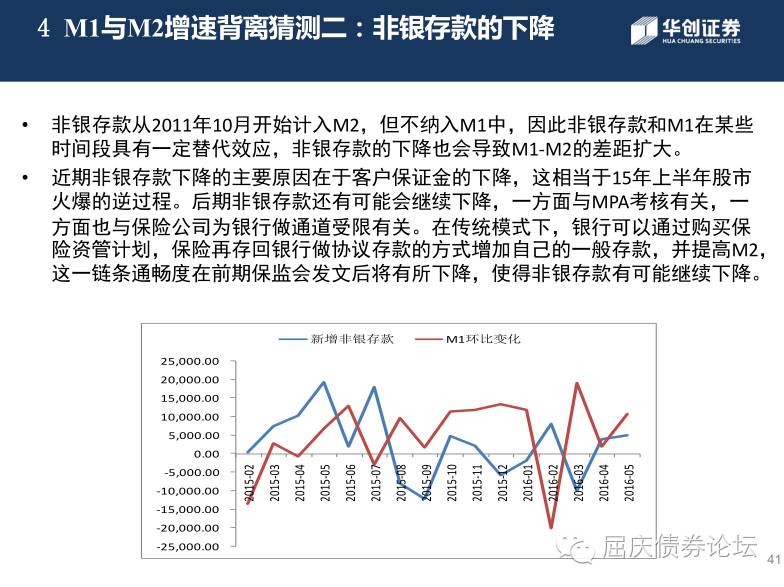 4 M1与M2增速背离猜测二：非银存款的下降
华创证券
HUA CHUANG SECURITIES
• 非银存款从2011年10月开始计入M2，但不纳入M1中，因此非银存款和M1在某些
时间段具有一定替代效应，非银存款的下降也会导致M1-M2的差距扩大。
• 近期非银存款下降的主要原因在于客户保证金的下降，这相当于15年上半年股市
火爆的逆过程。后期非银存款还有可能会继续下降，一方面与MPA考核有关，一
方面也与保险公司为银行做通道受限有关。在传统模式下，银行可以通过购买保
险资管计划，保险再存回银行做协议存款的方式增加自己的一般存款，并提高M2，
这一链条通畅度在前期保监会发文后将有所下降，使得非银存款有可能继续下降。
新增非银存款 M1环比变化
25,000.00
20,000.00
15,000.00
10,000.00
5,000.00
0.00
-5,000.00
-10,000.00
-15,000.00
-20,000.00
-25,000.00
2015-02 2015-03 2015-04 2015-05 2015-06 2015-07 2015-08 2015-09 2015-10 2015-11 2015-12 2016-01 2016-02 2016-03 2016-04 2016-05
屈庆债券论坛
41